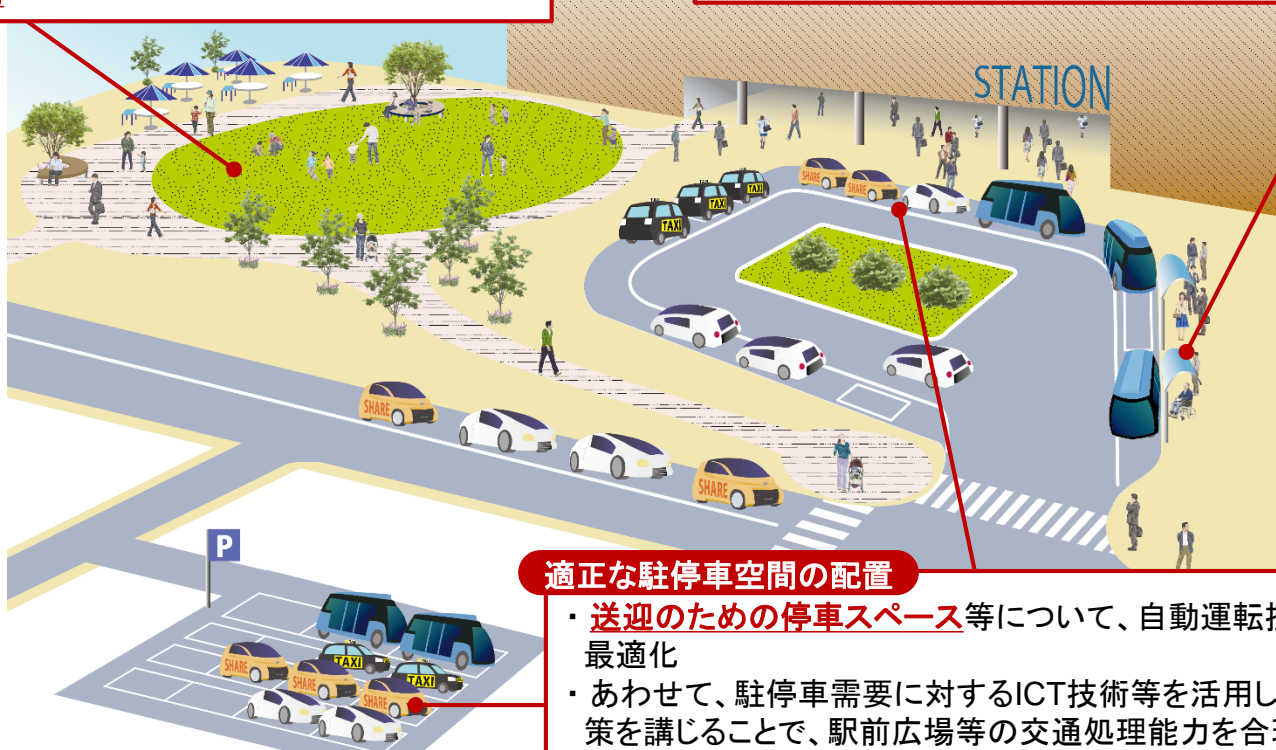 STATION
TAXI
TAXI
TAXI
SHARE
SHARE
SHARE
SHARE
P
TAXI
TAXI
SHARE
SHARE
SHARE
適正な駐停車空間の配置
・送迎のための停車スペース等について、自動運転技
最適化
・あわせて、駐停車需要に対するICT技術等を活用し
策を講じることで、駅前広場等の交通処理能力を合